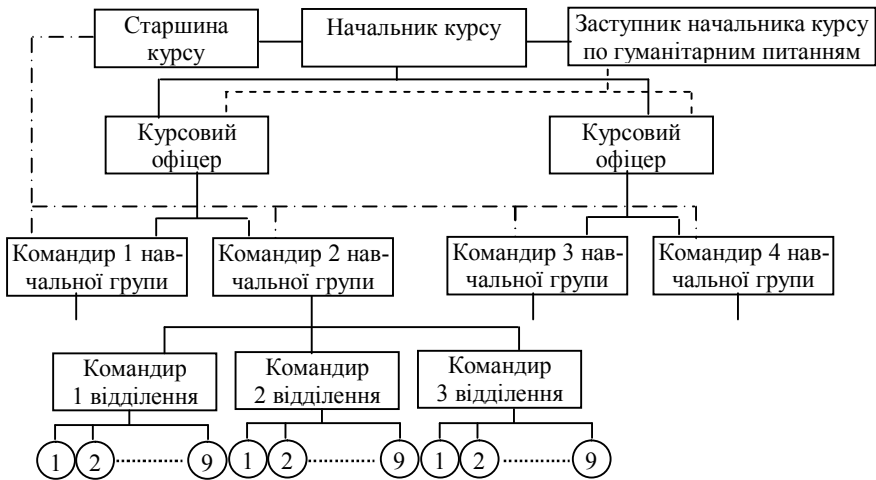 Старшина
курсу
Начальник курсу
Заступник начальника курсу
по гуманітарним питанням
Курсовий
офіцер
Курсовий
офіцер
Командир 1 нав-
чальної групи
Командир 2 нав-
чальної групи
Командир 3 нав-
чальної групи
Командир 4 нав-
чальної групи
Командир
1 відділення
Командир
2 відділення
Командир
3 відділення
1 2 9 1 2 9 1 2 9